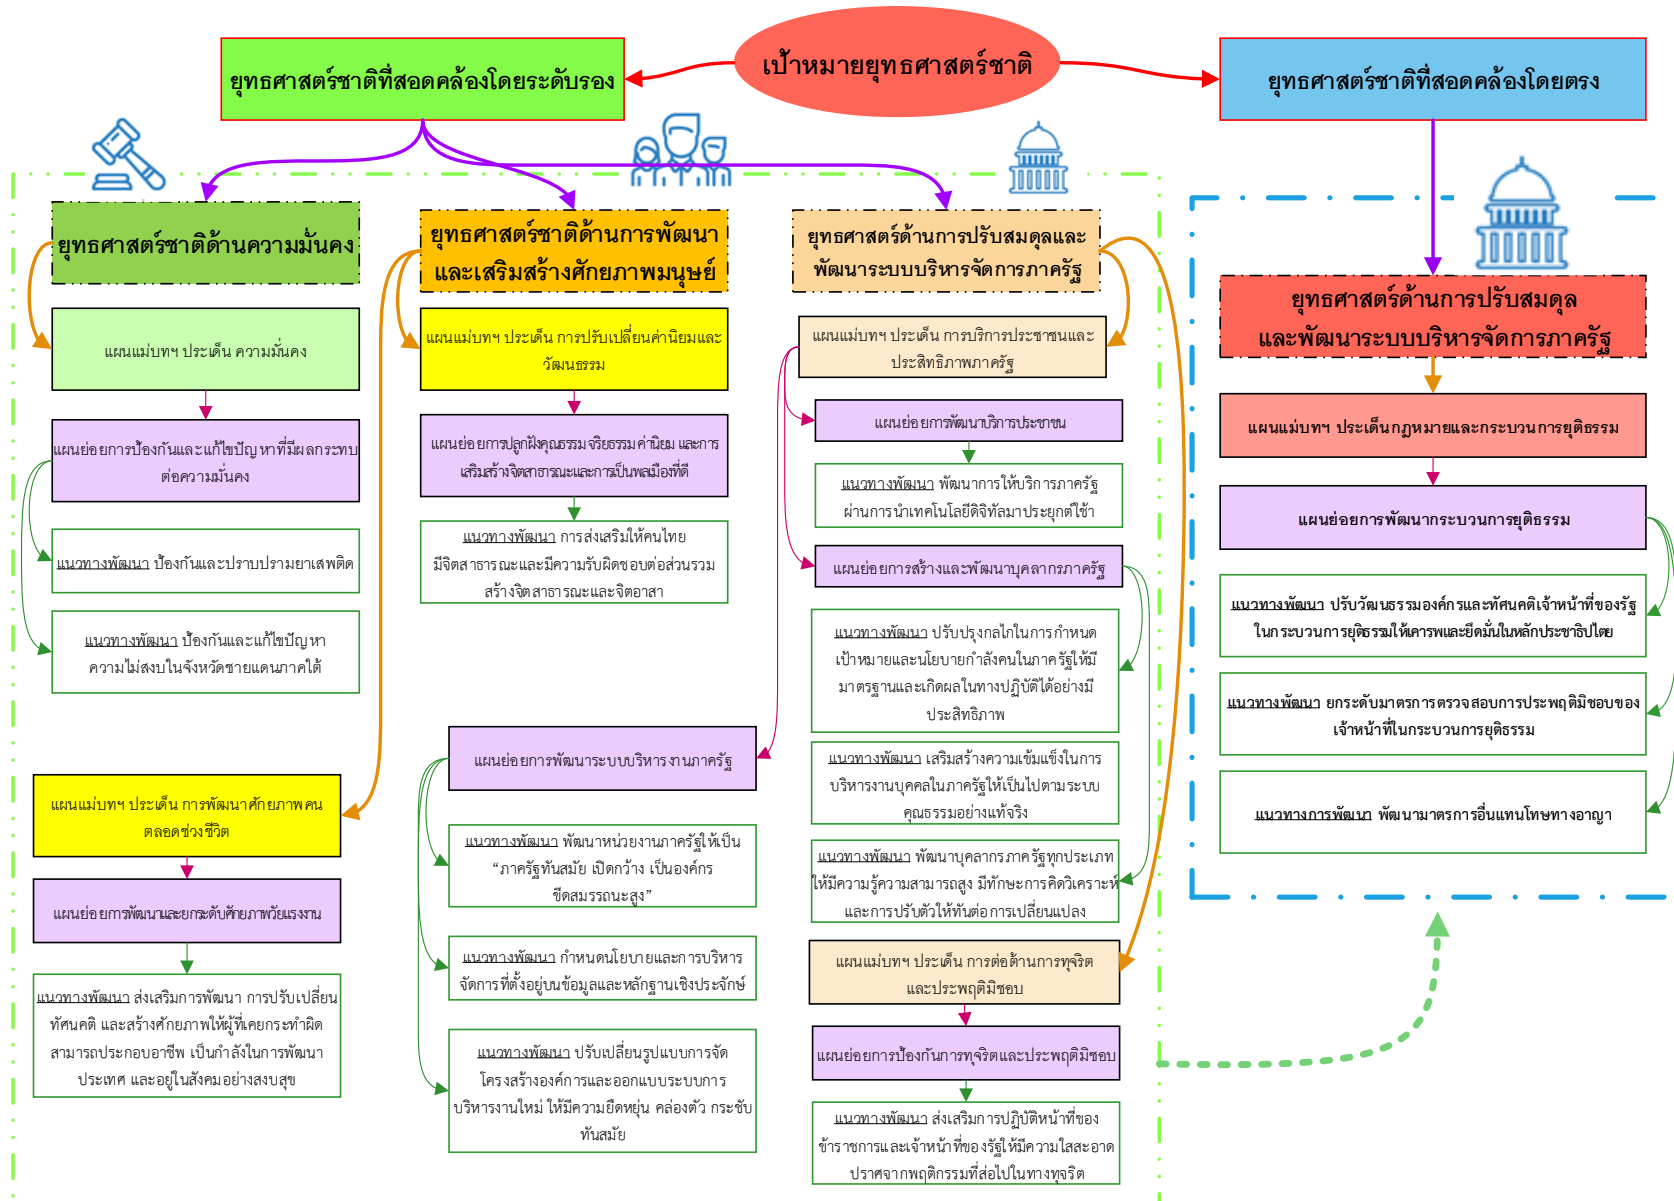 เป้าหมายยุทธศาสตร์ชาติ
ยุทธศาสตร์ชาติที่สอดคล้องโดยระดับรอง
ยุทธศาสตร์ชาติที่สอดคล้องโดยตรง
ยุทธศาสตร์ชาติด้านความมั่นคง
แผนแม่บทฯ ประเด็น ความมั่นคง
แผนย่อยการป้องกันและแก้ไขปัญหาที่มีผลกระทบ
ต่อความมั่นคง
แนวทางพัฒนา ป้องกันและปราบปรามยาเสพติด
แนวทางพัฒนา ป้องกันและแก้ไขปัญหา
ความไม่สงบในจังหวัดชายแดนภาคใต้
ยุทธศาสตร์ชาติด้านการพัฒนา
และเสริมสร้างศักยภาพมนุษย์
แผนแม่บทฯ ประเด็น การปรับเปลี่ยนค่านิยมและ
วัฒนธรรม
แผนย่อยการปลูกฝังคุณธรรม จริยธรรม ค่านิยม และการ
เสริมสร้างจิตสาธารณะและการเป็นพลเมืองที่ดี
แนวทางพัฒนา การส่งเสริมให้คนไทย
มีจิตสาธารณะและมีความรับผิดชอบต่อส่วนรวม
สร้างจิตสาธารณะและจิตอาสา
แผนแม่บทฯ ประเด็น การพัฒนาศักยภาพคน
ตลอดช่วงชีวิต
แผนย่อยการพัฒนาและยกระดับศักยภาพวัยแรงงาน
แนวทางพัฒนา ส่งเสริมการพัฒนา การปรับเปลี่ยน
ทัศนคติ และสร้างศักยภาพให้ผู้ที่เคยกระทำผิด
สามารถประกอบอาชีพ เป็นกำลังในการพัฒนา
ประเทศ และอยู่ในสังคมอย่างสงบสุข
ยุทธศาสตร์ด้านการปรับสมดุลและ
พัฒนาระบบบริหารจัดการภาครัฐ
แผนแม่บทฯ ประเด็น การบริการประชาชนและ
ประสิทธิภาพภาครัฐ
แผนย่อยการพัฒนาบริการประชาชน
แนวทางพัฒนา พัฒนาการให้บริการภาครัฐ
ผ่านการนำเทคโนโลยีดิจิทัลมาประยุกต์ใช้า
แผนย่อยการสร้างและพัฒนาบุคลากรภาครัฐ
แนวทางพัฒนา ปรับปรุงกลไกในการกำหนด
เป้าหมายและนโยบายกำลังคนในภาครัฐให้มี
มาตรฐานและเกิดผลในทางปฏิบัติได้อย่างมี
ประสิทธิภาพ
แนวทางพัฒนา เสริมสร้างความเข้มแข็งในการ
บริหารงานบุคคลในภาครัฐให้เป็นไปตามระบบ
คุณธรรมอย่างแท้จริง
แนวทางพัฒนา พัฒนาบุคลากรภาครัฐทุกประเภท
ให้มีความรู้ความสามารถสูง มีทักษะการคิดวิเคราะห์
และการปรับตัวให้ทันต่อการเปลี่ยนแปลง
แผนย่อยการพัฒนาระบบบริหารงานภาครัฐ
แนวทางพัฒนา พัฒนาหน่วยงานภาครัฐให้เป็น
“ภาครัฐทันสมัย เปิดกว้าง เป็นองค์กร
ขีดสมรรถนะสูง”
แนวทางพัฒนา กำหนดนโยบายและการบริหาร
จัดการที่ตั้งอยู่บนข้อมูลและหลักฐานเชิงประจักษ์
แนวทางพัฒนา ปรับเปลี่ยนรูปแบบการจัด
โครงสร้างองค์การและออกแบบระบบการ
บริหารงานใหม่ ให้มีความยืดหยุ่น คล่องตัว กระชับ
ทันสมัย
แผนแม่บทฯ ประเด็น การต่อต้านการทุจริต
และประพฤติมิชอบ
แผนย่อยการป้องกันการทุจริตและประพฤติมิชอบ
แนวทางพัฒนา ส่งเสริมการปฏิบัติหน้าที่ของ
ข้าราชการและเจ้าหน้าที่ของรัฐให้มีความใสสะอาด
ปราศจากพฤติกรรมที่ส่อไปในทางทุจริต
ยุทธศาสตร์ด้านการปรับสมดุล
และพัฒนาระบบบริหารจัดการภาครัฐ
แผนแม่บทฯ ประเด็นกฎหมายและกระบวนการยุติธรรม
แผนย่อยการพัฒนากระบวนการยุติธรรม
แนวทางพัฒนา ปรับวัฒนธรรมองค์กรและทัศนคติเจ้าหน้าที่ของรัฐ
ในกระบวนการยุติธรรมให้เคารพและยึดมั่นในหลักประชาธิปไตย
แนวทางพัฒนา ยกระดับมาตรการตรวจสอบการประพฤติมิชอบของ
เจ้าหน้าที่ในกระบวนการยุติธรรม
แนวทางการพัฒนา พัฒนามาตรการอื่นแทนโทษทางอาญา